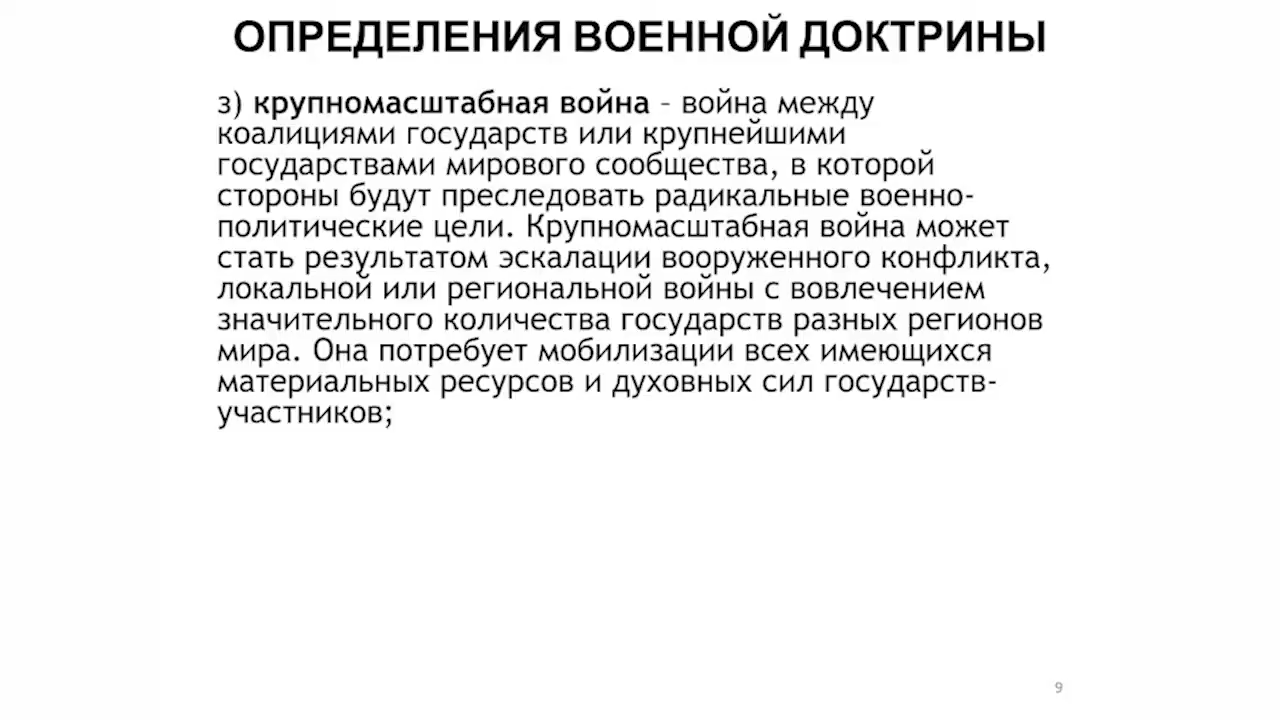 ОПРЕДЕЛЕНИЯ ВОЕННОЙ ДОКТРИНЫ
з) крупномасштабная война – война между
коалициями государств или крупнейшими
государствами мирового сообщества, в которой
стороны будут преследовать радикальные военно-
политические цели. Крупномасштабная война может
стать результатом эскалации вооруженного конфликта,
локальной или региональной войны с вовлечением
значительного количества государств разных регионов
мира. Она потребует мобилизации всех имеющихся
материальных ресурсов и духовных сил государств-
участников;
9